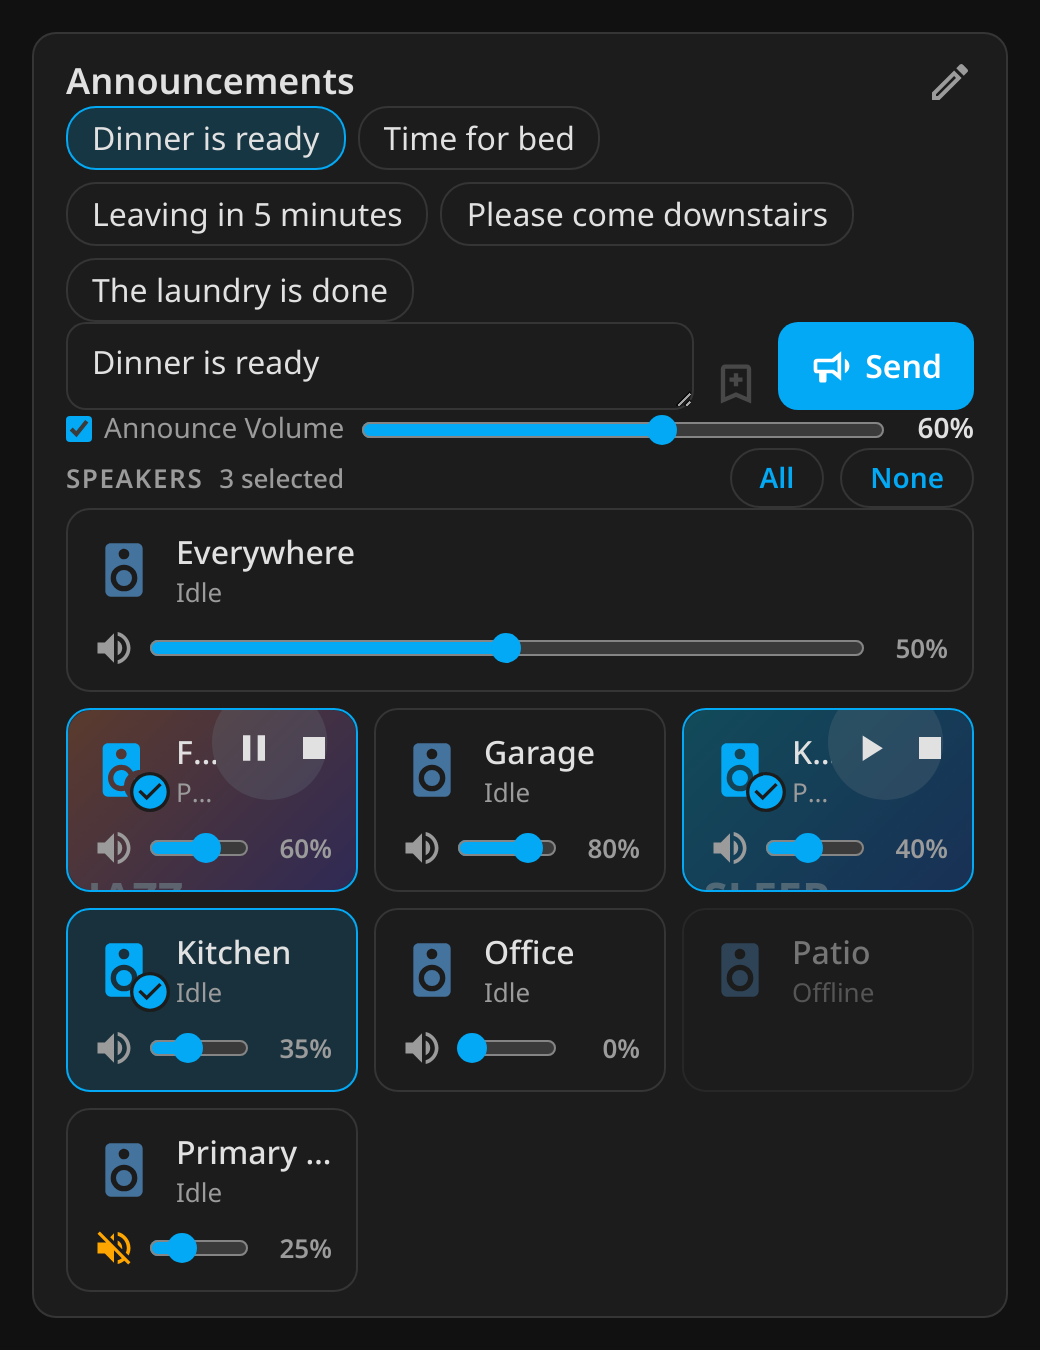 Announcements
Dinner is ready
Time for bed
Leaving in 5 minutes
Please come downstairs
The laundry is done
Dinner is ready
Send
Announce Volume
60%
SPEAKERS 3 selected
All
None
Everywhere
Idle
50%
F...
P...
60%
JAZZ
Garage
Idle
80%
K...
P...
40%
SLEEP
Kitchen
Idle
35%
Office
Idle
0%
Patio
Offline
Primary ...
Idle
25%